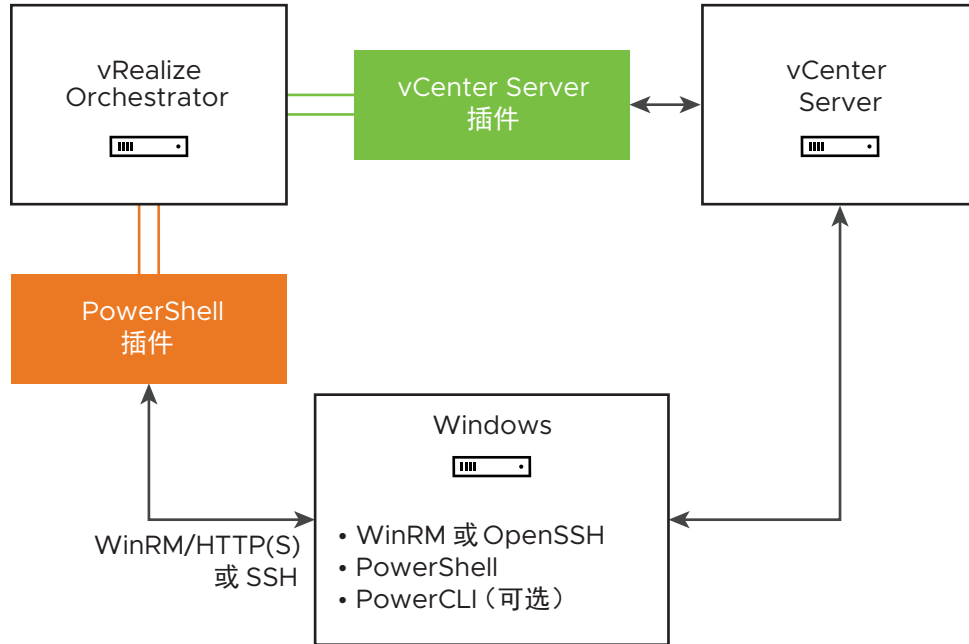 vRealize
Orchestrator
vCenter Server
插件
vCenter
Server
PowerShell
插件
Windows
WinRM/HTTP(S)
或 SSH
• WinRM 或 OpenSSH
• PowerShell
• PowerCLI（可选）